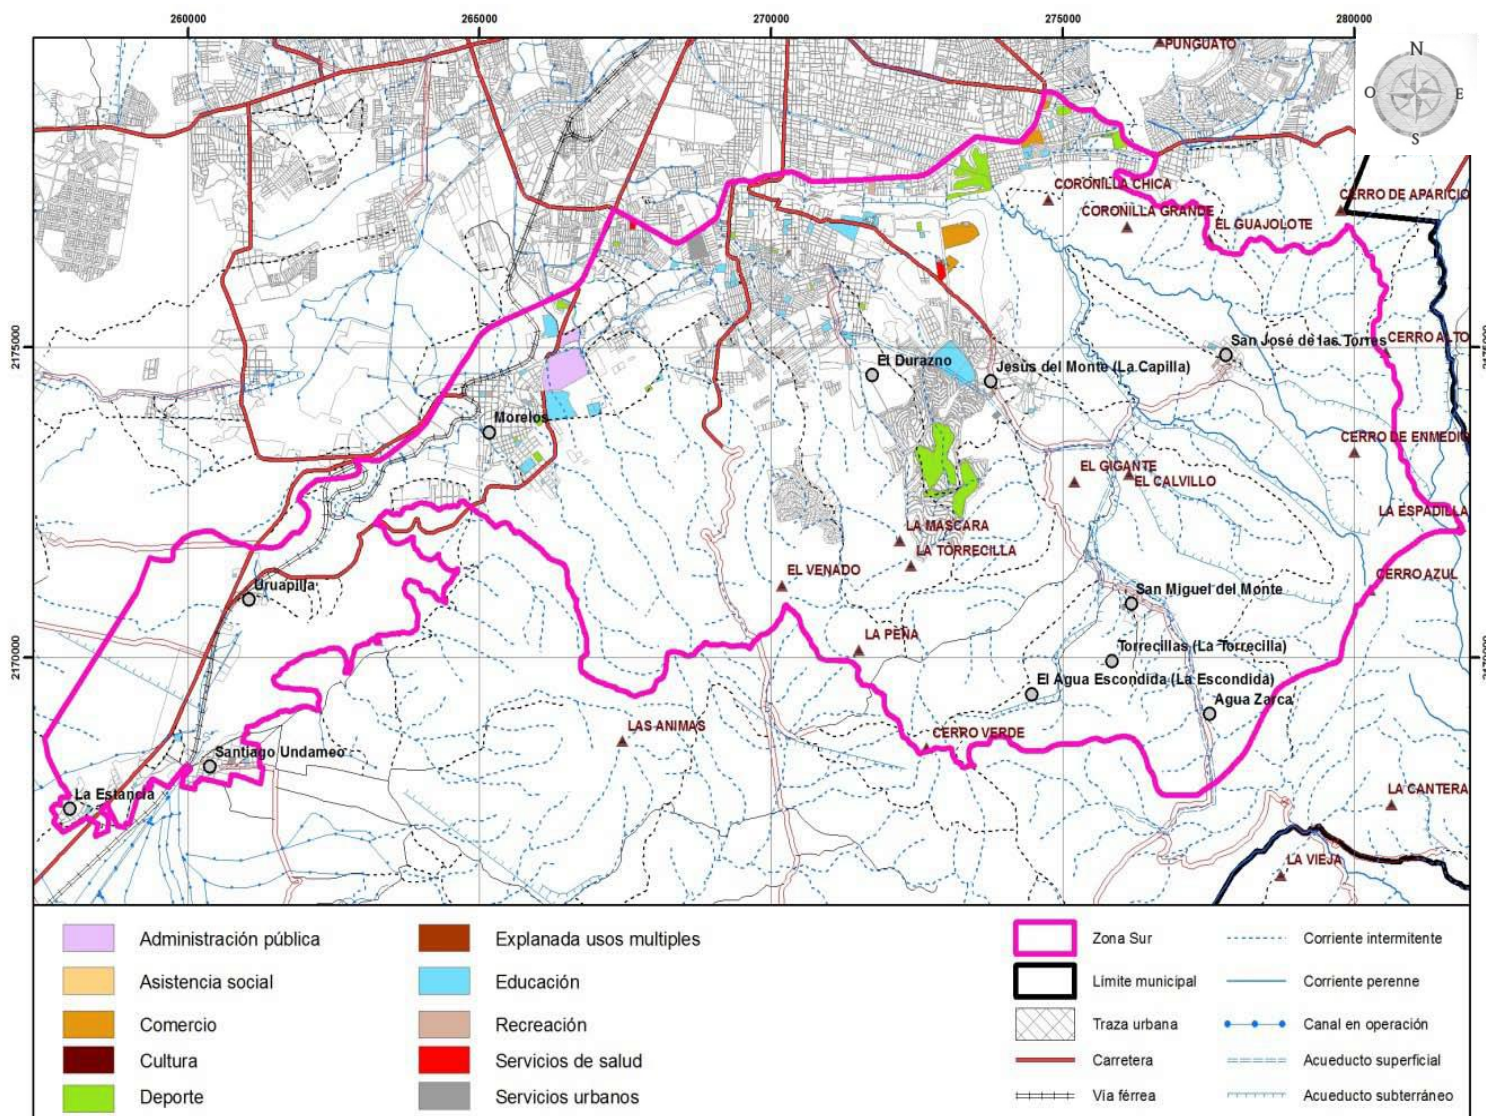 260000
265000
270000
275000
280000
PUNGUATO
N
O
E
S
CORONILLA CHICA
CERRO DE APARICIO
CORONILLA GRANDE
EL GUAJOLOTE
2175000
San José de las Torres
CERRO ALTO
El Durazno
Jesus del Monte (La Capilla)
Morelos
CERRO DE ENMEDIO
EL GIGANTE
EL CALVILLO
LA ESPADILLA
LA MASCARA
LA TORRECILLA
EL VENADO
CERRO AZUL
Uruapilla
San Miguel del Monte
2170000
LA PEÑA
Torrecillas (La Torrecilla)
El Agua Escondida (La Escondida)
Agua Zarca
LAS ANIMAS
CERRO VERDE
Santiago Undameo
La Estancia
LA CANTERA
LA VIEJA
Administración pública
Asistencia social
Comercio
Cultura
Deporte
Explanada usos multiples
Educación
Recreación
Servicios de salud
Servicios urbanos
Zona Sur
Límite municipal
Traza urbana
Carretera
Vía férrea
Corriente intermitente
Corriente perenne
Canal en operación
Acueducto superficial
Acueducto subterráneo